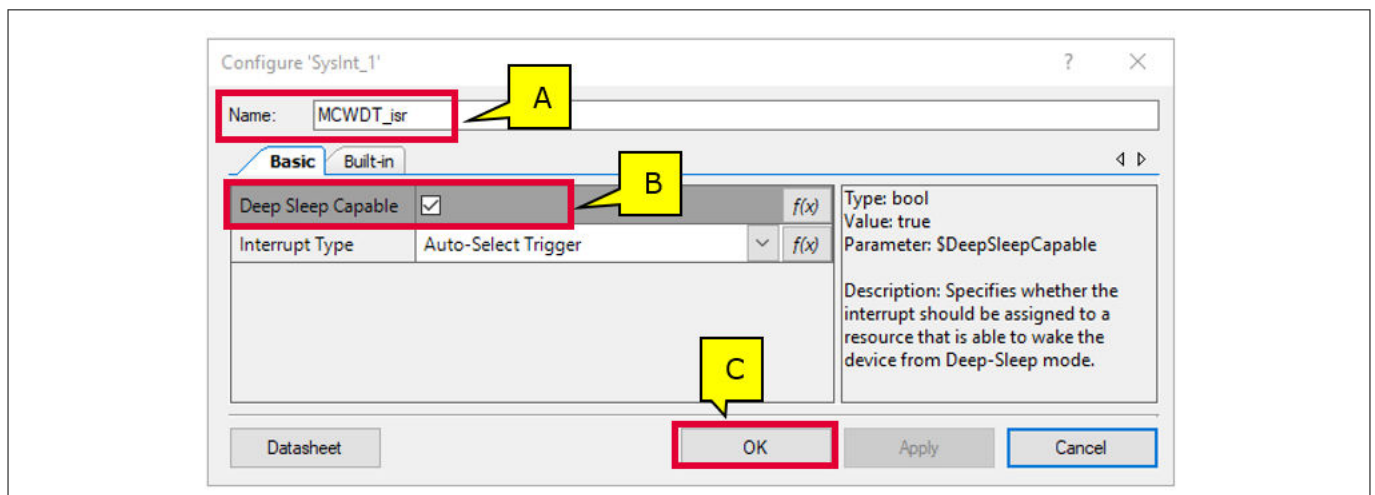 Configure 'SysInt_1'
?
Name: MCWDT_isr
A
Basic Built-in
B
Deep Sleep Capable f(x)
Interrupt Type Auto-Select Trigger f(x)
Type: bool
Value: true
Parameter: $DeepSleepCapable
Description: Specifies whether the
interrupt should be assigned to a
resource that is able to wake the
device from Deep-Sleep mode.
C
Datasheet OK Apply Cancel